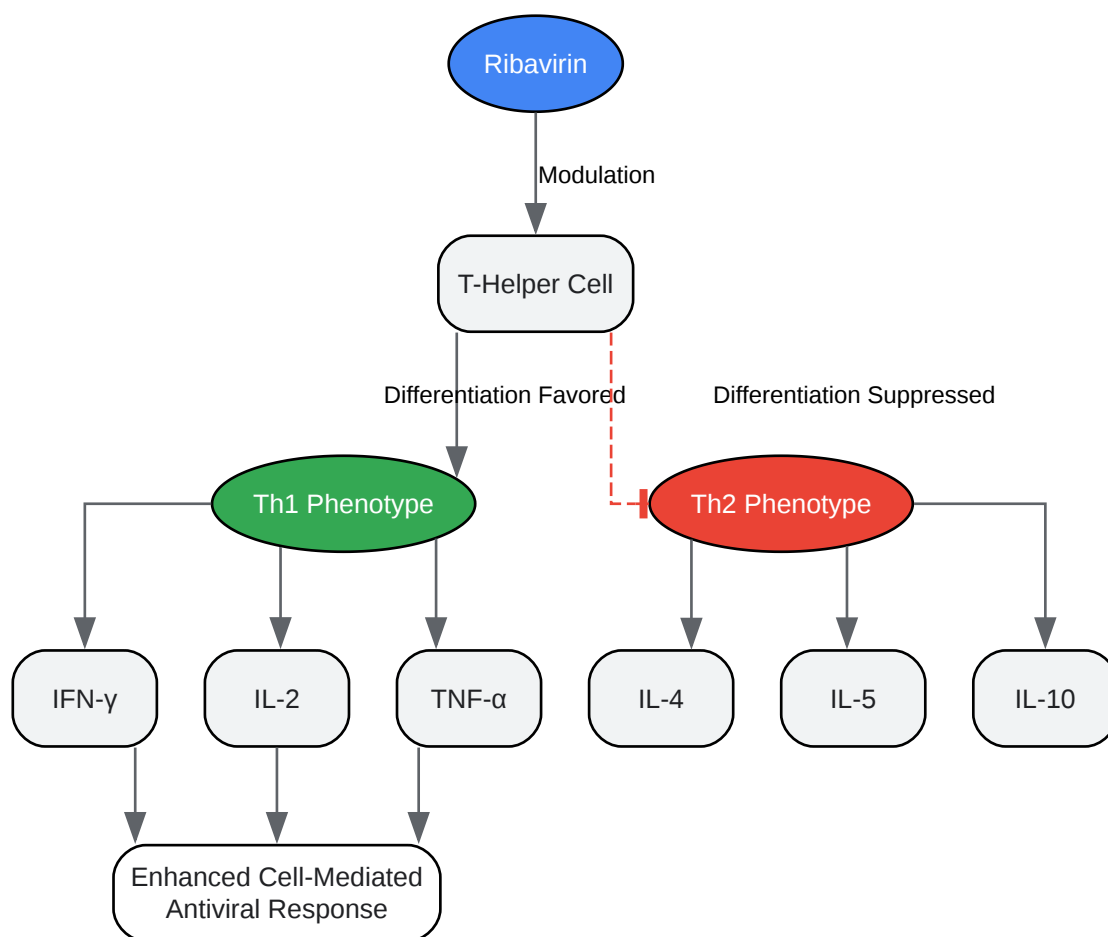 Ribavirin
Modulation
T-Helper Cell
Differentiation Favored
Differentiation Suppressed
Th1 Phenotype
Th2 Phenotype
IFN-γ
IL-2
TNF-α
IL-4
IL-5
IL-10
Enhanced Cell-Mediated
Antiviral Response